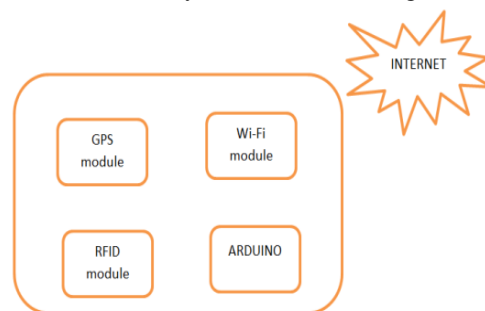 INTERNET
GPS
module
Wi-Fi
module
RFID
module
ARDUINO